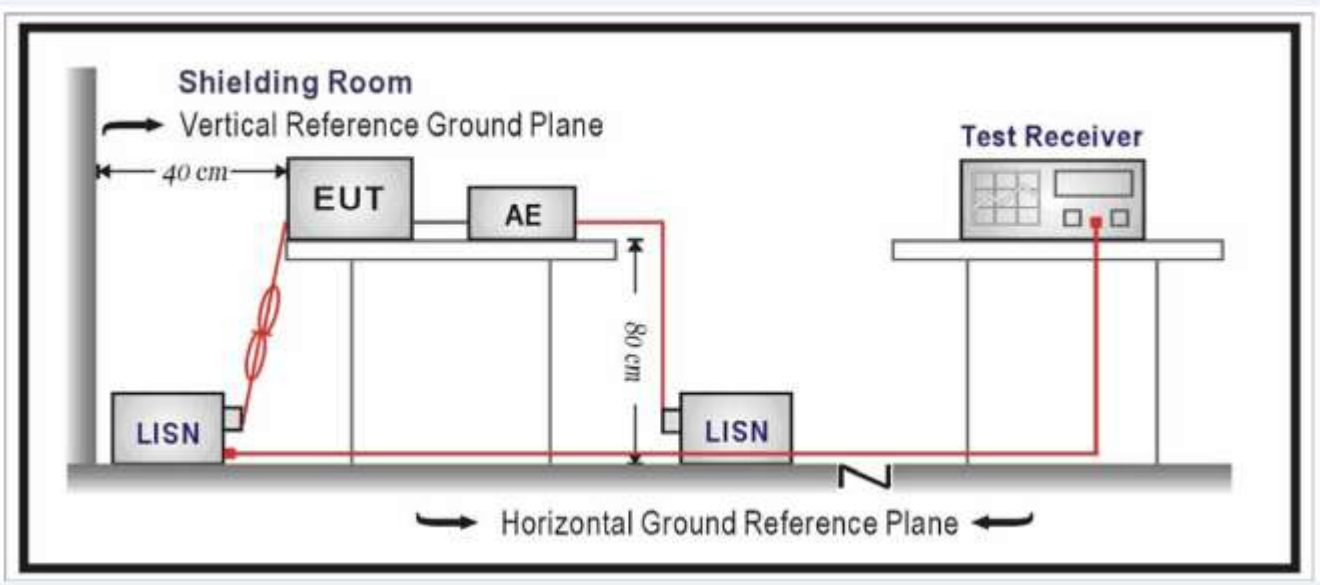 Shielding Room
Vertical Reference Ground Plane
Test Receiver
40 cm
EUT
AE
80 cm
LISN
LISN
Horizontal Ground Reference Plane